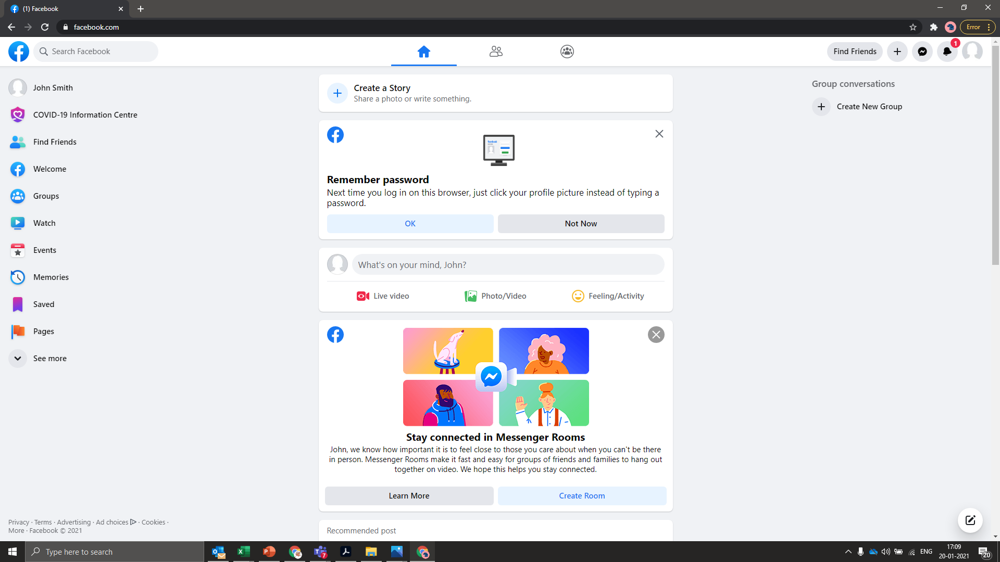 (1) Facebook
facebook.com
Error
Search Facebook
Find Friends
1
John Smith
COVID-19 Information Centre
Find Friends
Welcome
Groups
Watch
Events
Memories
Saved
Pages
See more
Privacy · Terms · Advertising · Ad choices · Cookies ·
More · Facebook © 2021
Create a Story
Share a photo or write something.
facebook
Remember password
Next time you log in on this browser, just click your profile picture instead of typing a
password.
OK
Not Now
What's on your mind, John?
Live video
Photo/Video
Feeling/Activity
Stay connected in Messenger Rooms
John, we know how important it is to feel close to those you care about when you can't be there
in person. Messenger Rooms make it fast and easy for groups of friends and families to hang out
together on video. We hope this helps you stay connected.
Learn More
Create Room
Recommended post
Group conversations
Create New Group
Type here to search
7
ENG
17:09
20-01-2021
20